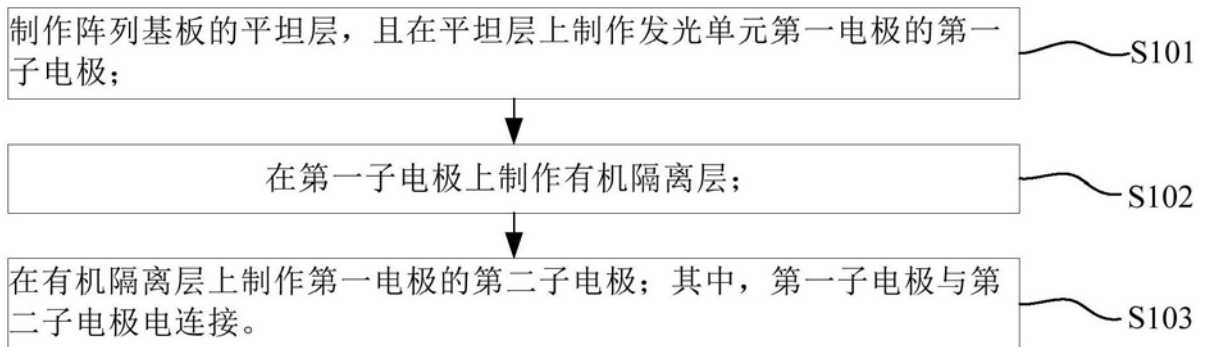 制作阵列基板的平坦层，且在平坦层上制作发光单元第一电极的第一
子电极；
S101
在第一子电极上制作有机隔离层；
S102
在有机隔离层上制作第一电极的第二子电极；其中，第一子电极与第
二子电极电连接。
S103